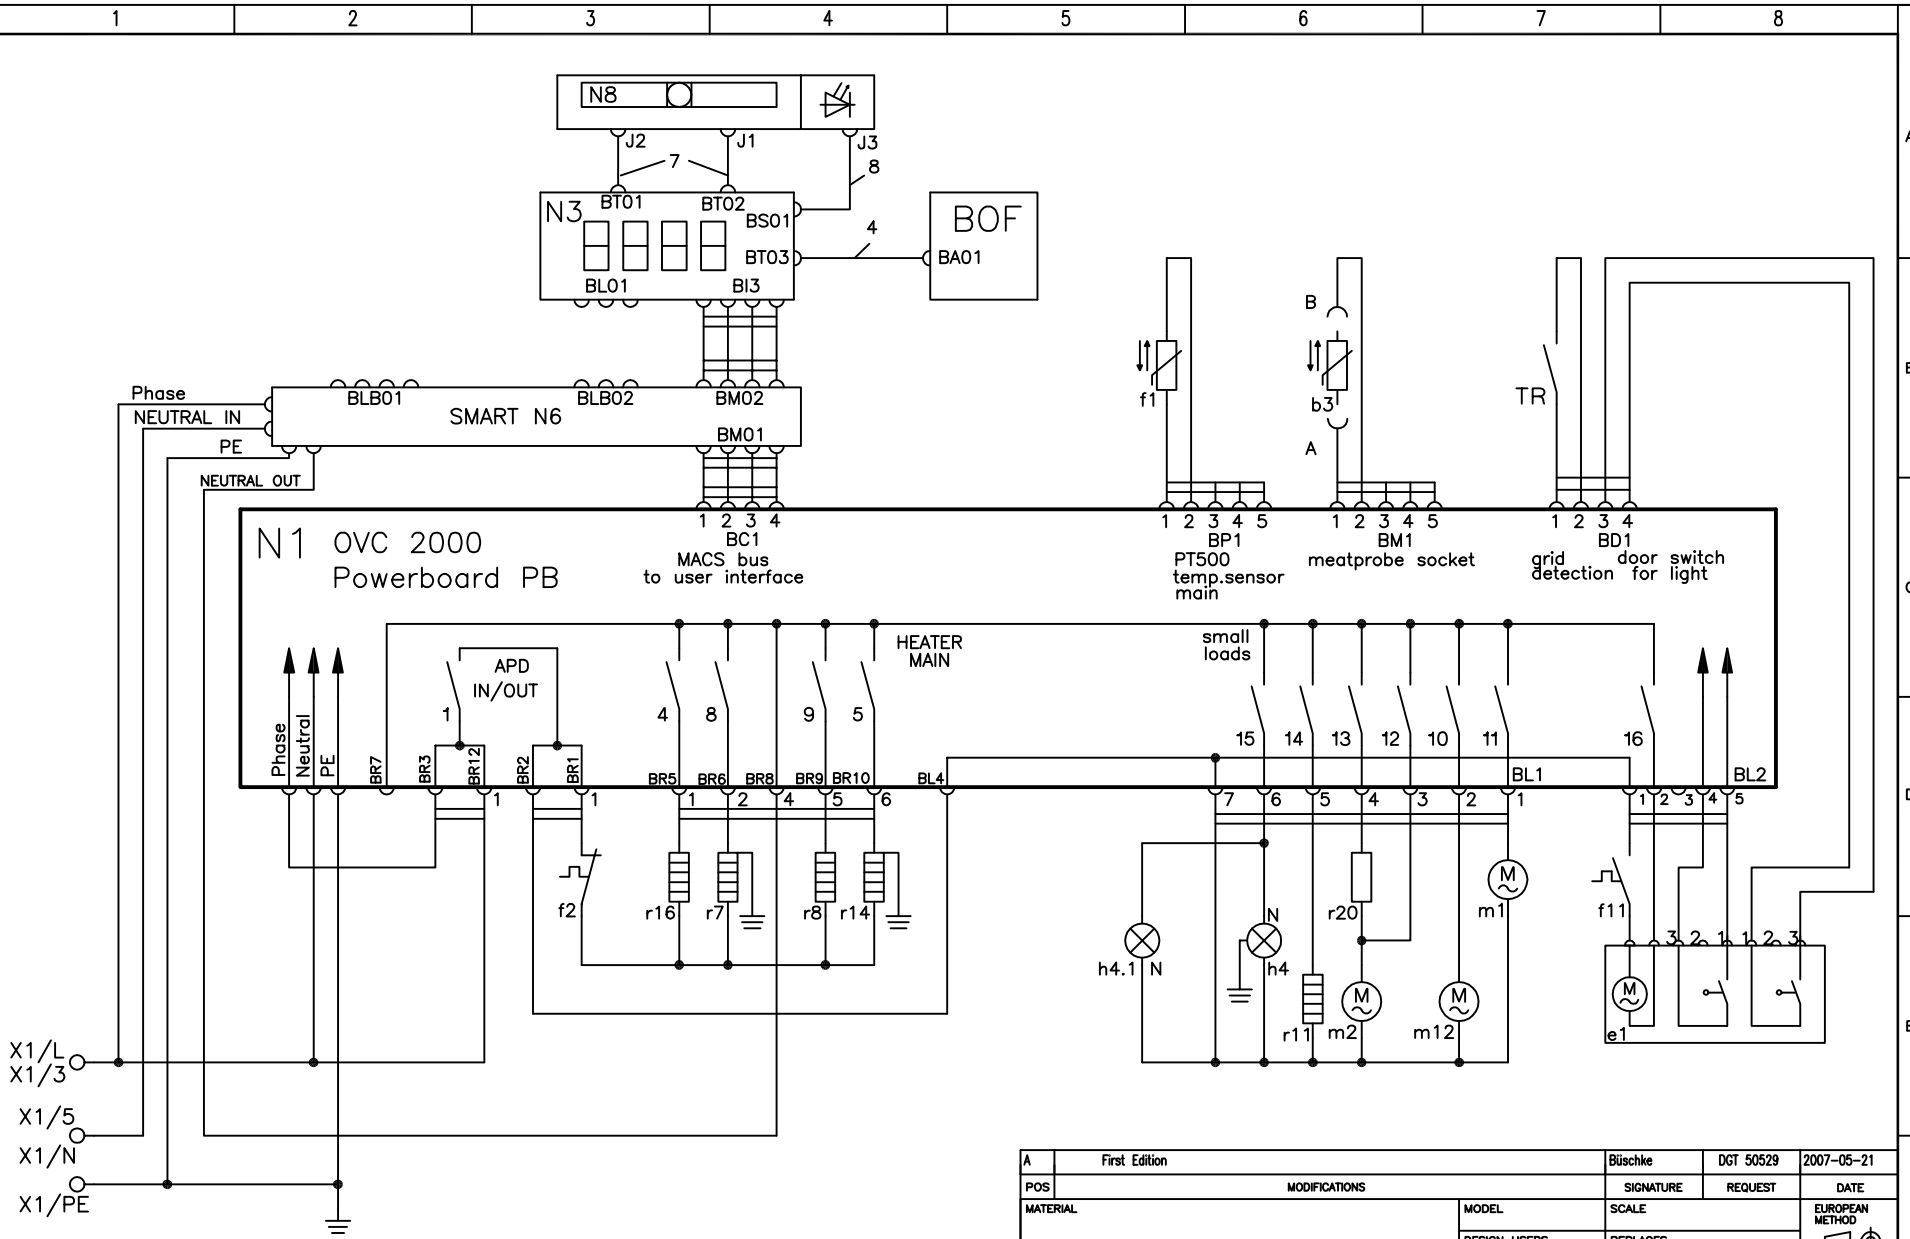 1 2 3 4 5 6 7 8
N8
J2 J1 J3
7
8
A
N3 BT01 BT02 BS01
BT03
BL01 BI3
4
BOF
BA01
B
f1
b3
A
TR
Phase
NEUTRAL IN
PE
NEUTRAL OUT
BLB01 BLB02 BM02
SMART N6
BM01
1 2 3 4
BC1
MACS bus
to user interface
1 2 3 4 5
BP1
PT500
temp.sensor
main
1 2 3 4 5
BM1
meatprobe socket
1 2 3 4
BD1
grid door switch
detection for light
N1 OVC 2000
Powerboard PB
HEATER
MAIN
small
loads
APD
IN/OUT
1 4 8 9 5
15 14 13 12 10 11 16
Phase
Neutral
PE
BR7 BR3 BR12 BR2 BR1 BR5 BR6 BR8 BR9 BR10 BL4 BL1 BL2
1 1 1 2 4 5 6 7 6 5 4 3 2 1 1 2 3 4 5
f2 r16 r7 r8 r14
h4.1 N
N
h4
r11
r20
M
m2
M
m12
M
m1
f11
3 2 1 1 2 3
M
e1
X1/L
X1/3
X1/5
X1/N
X1/PE
A First Edition Büschke DGT 50529 2007-05-21
POS MODIFICATIONS SIGNATURE REQUEST DATE
MATERIAL MODEL SCALE EUROPEAN
METHOD